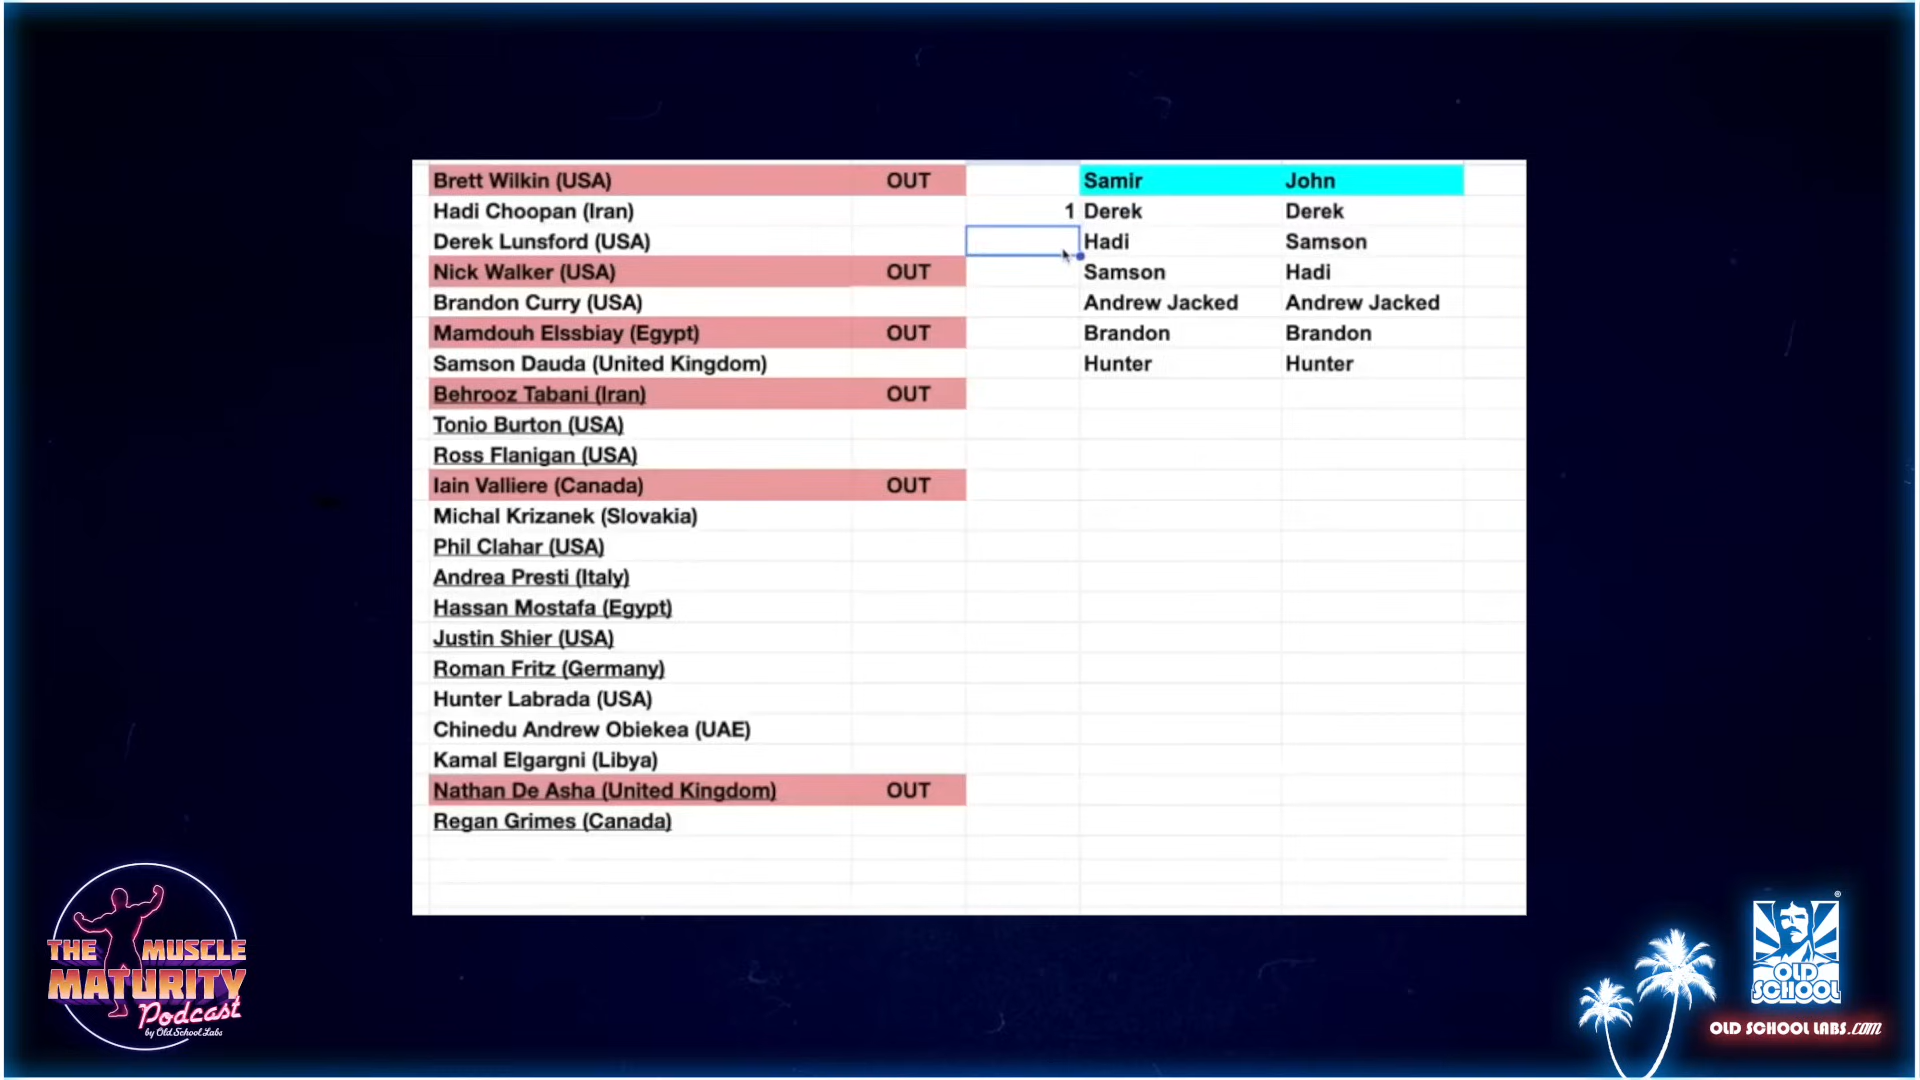 Brett Wilkin (USA) OUT Samir John
Hadi Choopan (Iran) 1 Derek Derek
Derek Lunsford (USA) Hadi Samson
Nick Walker (USA) OUT Samson Hadi
Brandon Curry (USA) Andrew Jacked Andrew Jacked
Mamdouh Elssbiay (Egypt) OUT Brandon Brandon
Samson Dauda (United Kingdom) Hunter Hunter
Behrooz Tabani (Iran) OUT
Tonio Burton (USA)
Ross Flanigan (USA)
Iain Valliere (Canada) OUT
Michal Krizanek (Slovakia)
Phil Clahar (USA)
Andrea Presti (Italy)
Hassan Mostafa (Egypt)
Justin Shier (USA)
Roman Fritz (Germany)
Hunter Labrada (USA)
Chinedu Andrew Obiekea (UAE)
Kamal Elgargni (Libya)
Nathan De Asha (United Kingdom) OUT
Regan Grimes (Canada)
THE MUSCLE
MATURITY
Podcast
by Old School Labs
OLD
SCHOOL
®
OLD SCHOOL LABS.COM